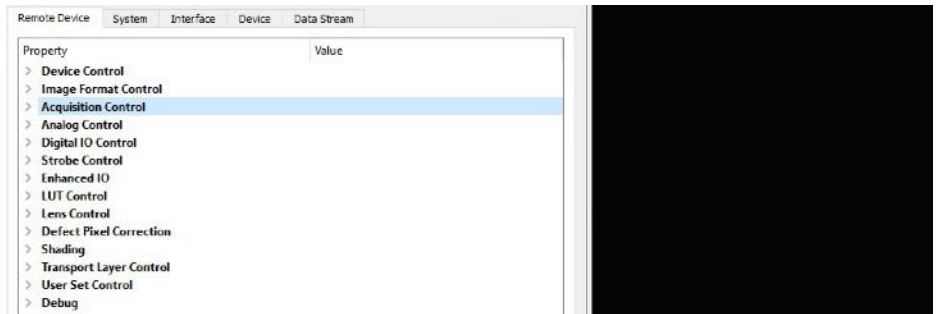 Remote Device System Interface Device Data Stream
Property Value
Device Control
Image Format Control
Acquisition Control
Analog Control
Digital IO Control
Strobe Control
Enhanced IO
LUT Control
Lens Control
Defect Pixel Correction
Shading
Transport Layer Control
User Set Control
Debug